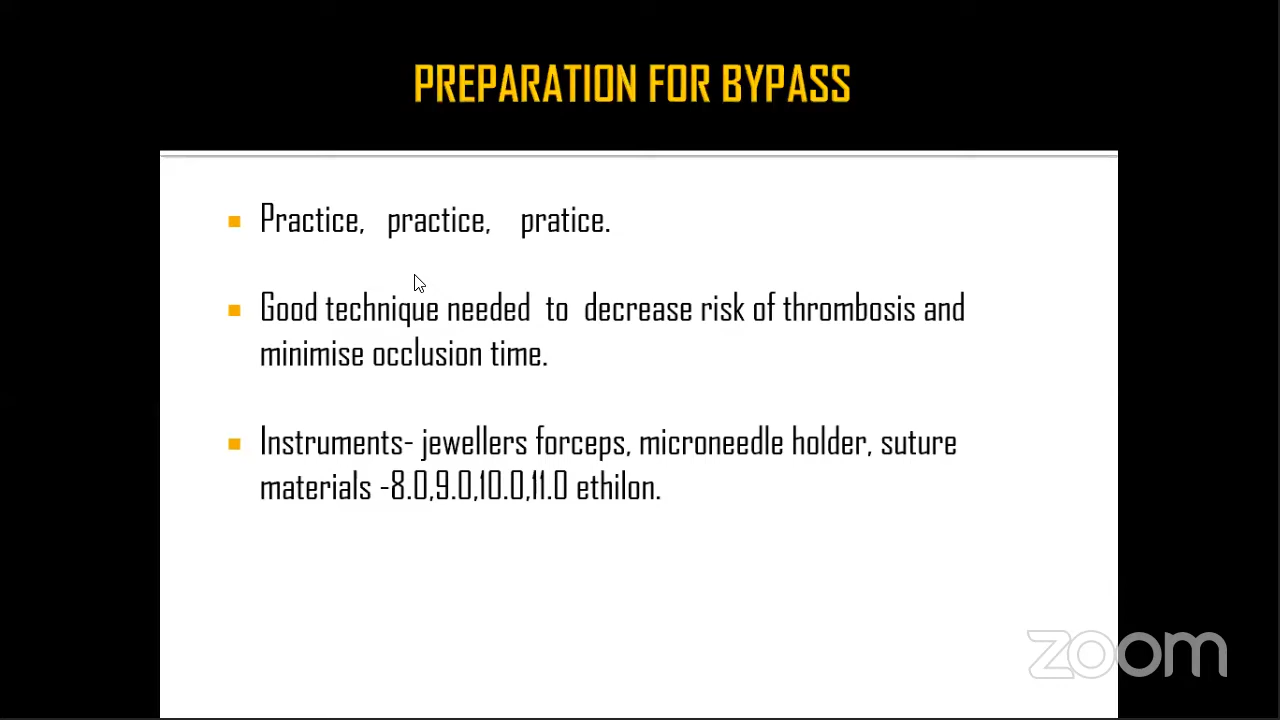 PREPARATION FOR BYPASS
Practice, practice, pratice.
Good technique needed to decrease risk of thrombosis and
minimise occlusion time.
Instruments- jewellers forceps, microneedle holder, suture
materials -8.0,9.0,10.0,11.0 ethilon.
zoom